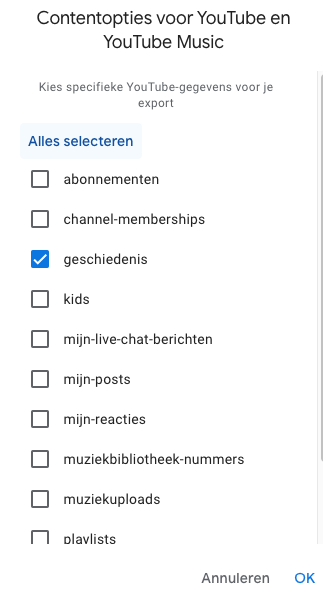 Contentopties voor YouTube en
YouTube Music
Kies specifieke YouTube-gegevens voor je
export
Alles selecteren
abonnementen
channel-memberships
geschiedenis
kids
mijn-live-chat-berichten
mijn-posts
mijn-reacties
muziekbibliotheek-nummers
muziekuploads
playlists
Annuleren OK